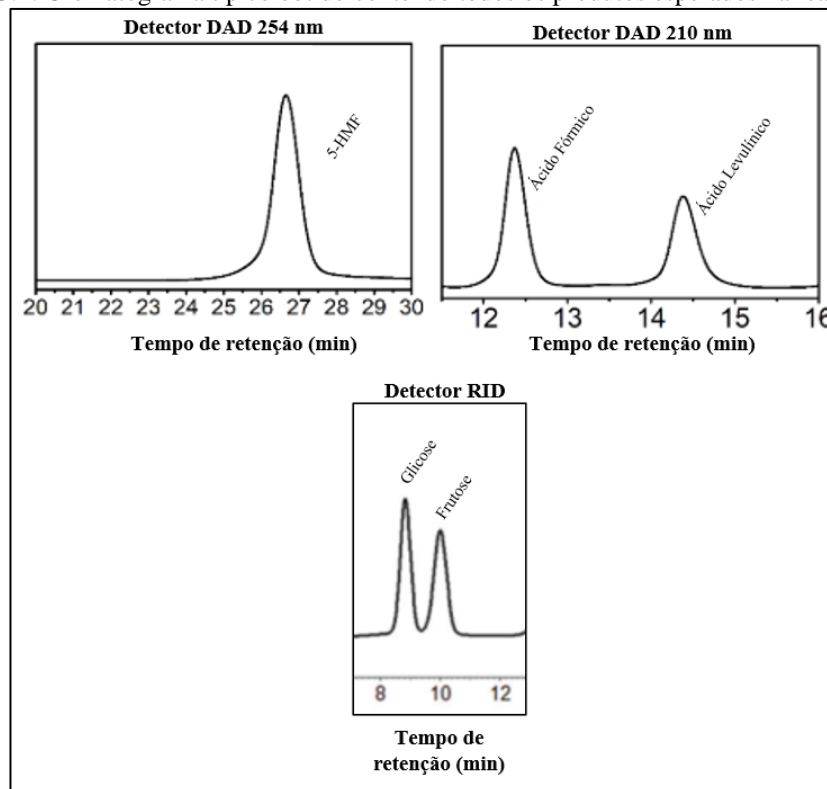 Detector DAD 254 nm
5-HMF
20 21 22 23 24 25 26 27 28 29 30
Tempo de retenção (min)
Detector DAD 210 nm
Ácido Fórmico
Ácido Levulínico
12 13 14 15 16
Tempo de retenção (min)
Detector RID
Glicose
Frutose
8 10 12
Tempo de
retenção (min)